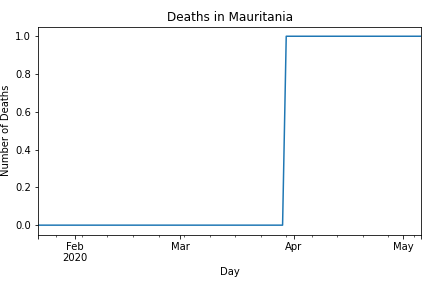 Deaths in Mauritania
1.0
0.8
0.6
0.4
0.2
0.0
Number of Deaths
Feb
2020
Mar
Apr
May
Day